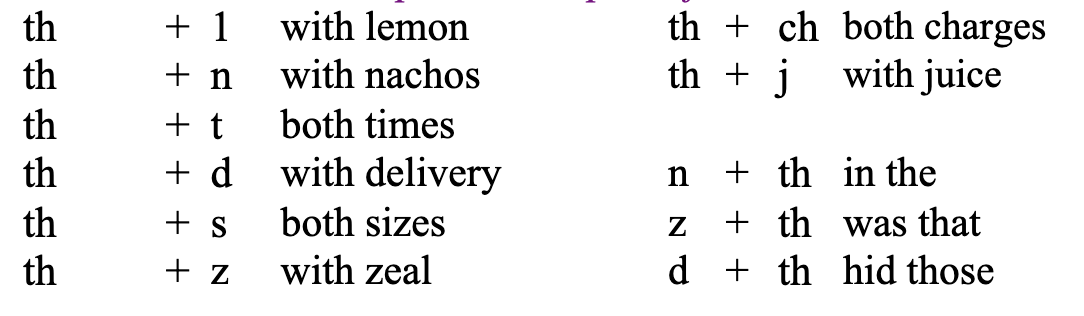 th + l with lemon
th + n with nachos
th + t both times
th + d with delivery
th + s both sizes
th + z with zeal
th + ch both charges
th + j with juice
n + th in the
z + th was that
d + th hid those